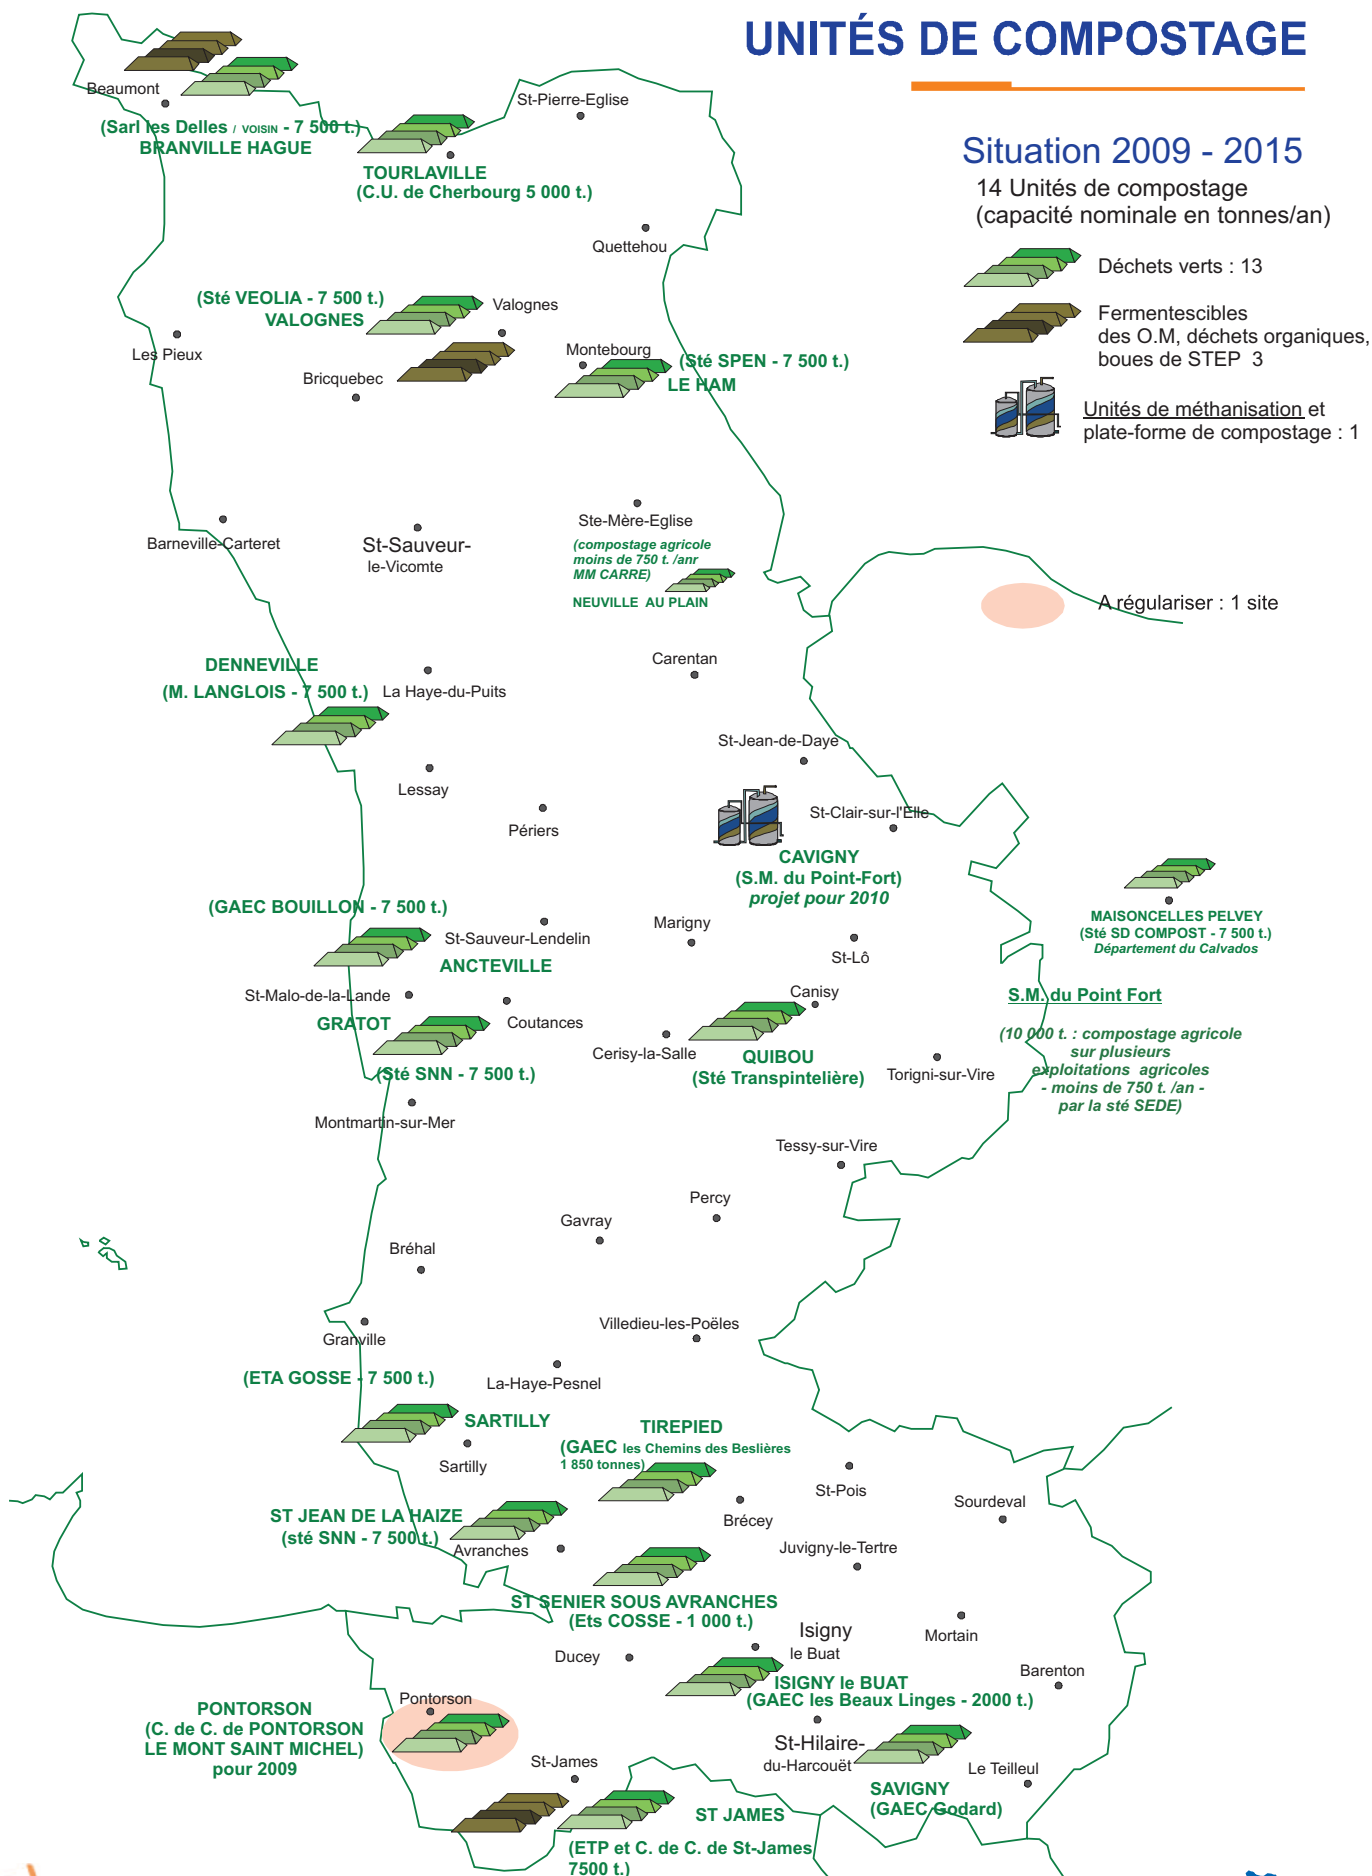 UNITÉS DE COMPOSTAGE
Situation 2009 - 2015
14 Unités de compostage
(capacité nominale en tonnes/an)
Déchets verts : 13
Fermentescibles
des O.M, déchets organiques,
boues de STEP  3
Unités de méthanisation et
plate-forme de compostage : 1
A régulariser : 1 site
Beaumont
(Sarl les Delles / VOISIN - 7 500 t.)
BRANVILLE HAGUE
St-Pierre-Eglise
TOURLAVILLE
(C.U. de Cherbourg 5 000 t.)
Quettehou
(Sté VEOLIA - 7 500 t.)
VALOGNES
Valognes
Les Pieux
Bricquebec
Montebourg
(Sté SPEN - 7 500 t.)
LE HAM
Barneville-Carteret
St-Sauveur-
le-Vicomte
Ste-Mère-Eglise
(compostage agricole
moins de 750 t. /anr
MM CARRE)
NEUVILLE  AU PLAIN
DENNEVILLE
(M. LANGLOIS - 7 500 t.)
La Haye-du-Puits
Carentan
St-Jean-de-Daye
Lessay
Périers
St-Clair-sur-l'Elle
CAVIGNY
(S.M. du Point-Fort)
projet pour 2010
MAISONCELLES PELVEY
(Sté SD COMPOST - 7 500 t.)
Département du Calvados
(GAEC BOUILLON - 7 500 t.)
St-Sauveur-Lendelin
ANCTEVILLE
Marigny
St-Lô
St-Malo-de-la-Lande
GRATOT
Coutances
(Sté SNN - 7 500 t.)
Canisy
Cerisy-la-Salle
QUIBOU
(Sté Transpintelière)
S.M. du Point Fort
(10 000 t. : compostage agricole
sur plusieurs
exploitations  agricoles
- moins de 750 t. /an -
par la sté SEDE)
Torigni-sur-Vire
Montmartin-sur-Mer
Tessy-sur-Vire
Percy
Gavray
Bréhal
Granville
Villedieu-les-Poëles
(ETA GOSSE - 7 500 t.)
La-Haye-Pesnel
SARTILLY
Sartilly
TIREPIED
(GAEC les Chemins des Beslières
1 850 tonnes)
St-Pois
Sourdeval
Brécey
ST JEAN DE LA HAIZE
(sté SNN - 7 500 t.)
Avranches
Juvigny-le-Tertre
ST SENIER SOUS AVRANCHES
(Ets COSSE - 1 000 t.)
Isigny
le Buat
Mortain
Ducey
Barenton
ISIGNY le BUAT
(GAEC les Beaux Linges - 2000 t.)
Pontorson
PONTORSON
(C. de C. de PONTORSON
LE MONT SAINT MICHEL)
pour 2009
St-Hilaire-
du-Harcouët
SAVIGNY
(GAEC Godard)
Le Teilleul
St-James
ST JAMES
(ETP et C. de C. de St-James
7500 t.)